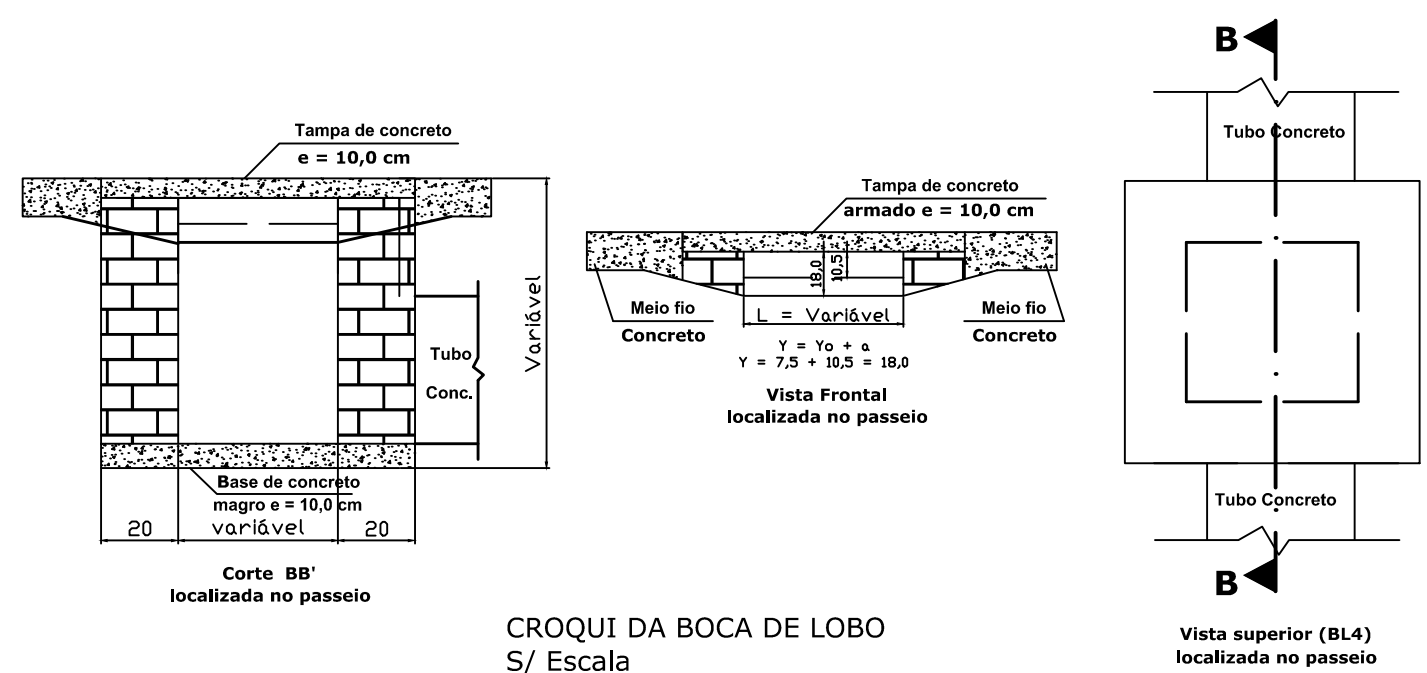 Tampa de concreto
e = 10,0 cm
Variável
Tubo
Conc.
Base de concreto
magro e = 10,0 cm
20
variável
20
Corte BB'
localizada no passeio
Tampa de concreto
armado e = 10,0 cm
18,0
10,5
Meio fio
Concreto
L = Variável
Meio fio
Concreto
Y = Yo + a
Y = 7,5 + 10,5 = 18,0
Vista Frontal
localizada no passeio
B
Tubo Concreto
Tubo Concreto
B
Vista superior (BL4)
localizada no passeio
CROQUI DA BOCA DE LOBO
S/ Escala